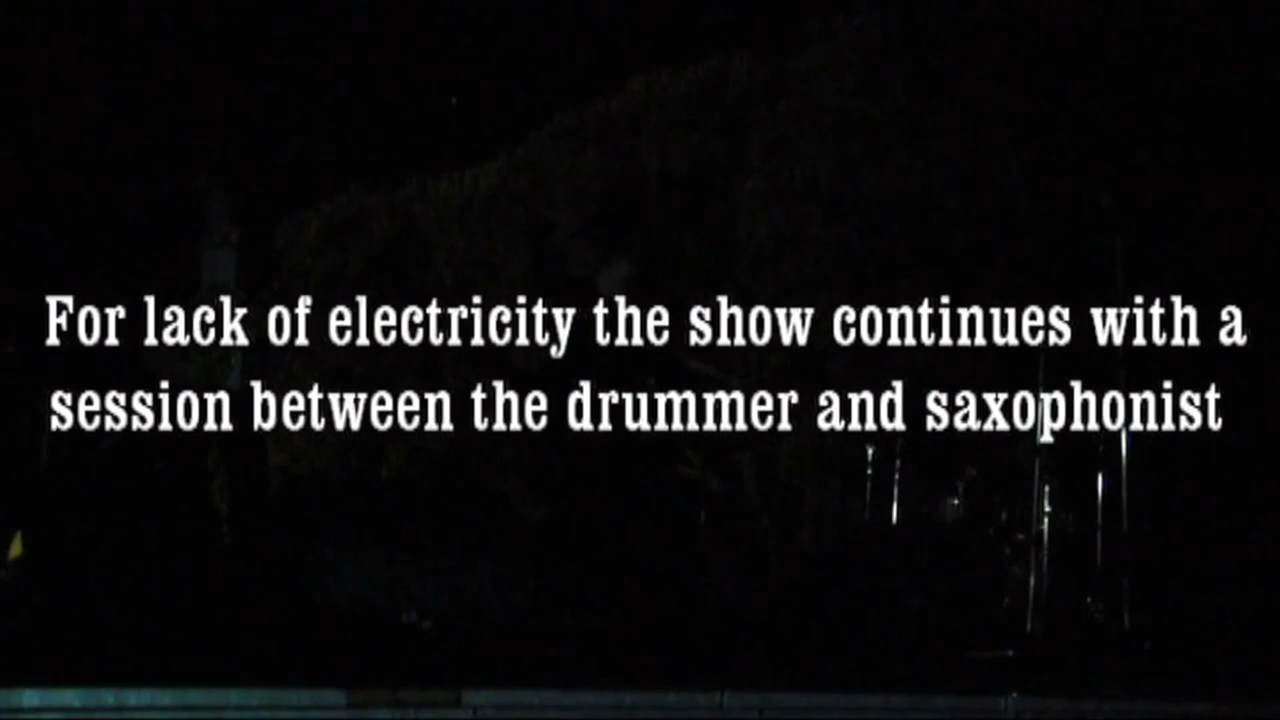 For lack of electricity the show continues with a
session between the drummer and saxophonist